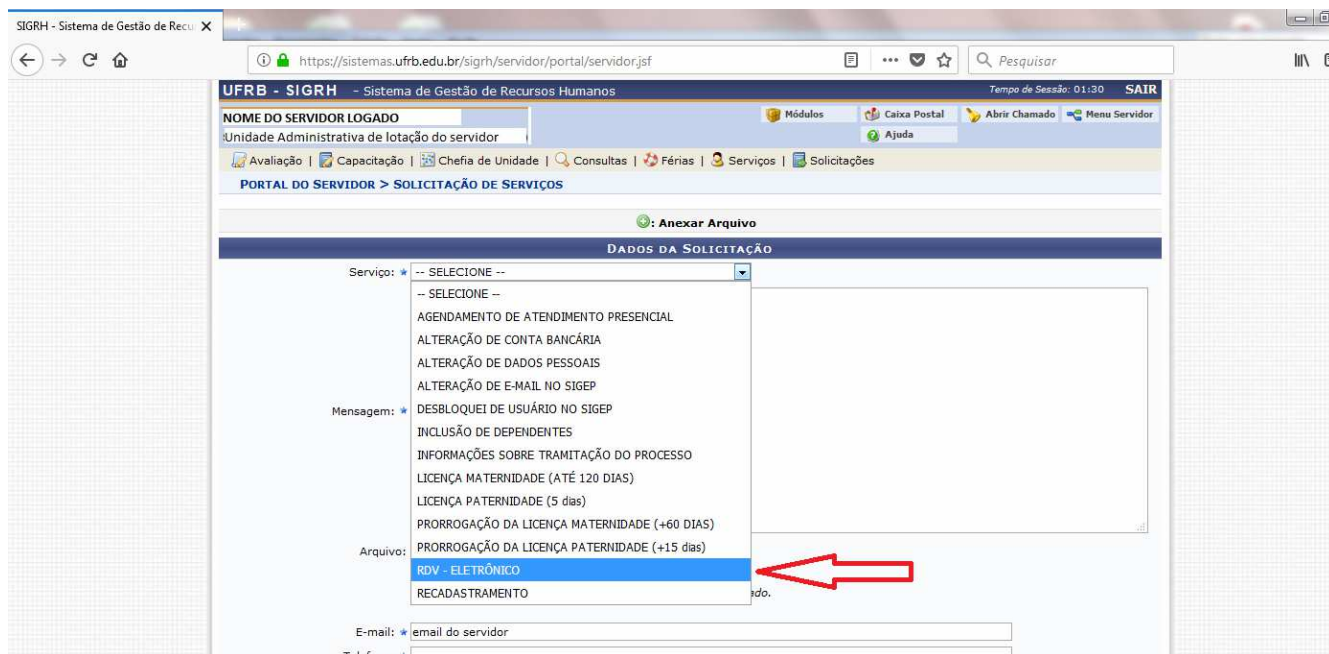 SIGRH - Sistema de Gestão de Recu
https://sistemas.ufrb.edu.br/sigrh/servidor/portal/servidor.jsf
Pesquisar
UFRB - SIGRH - Sistema de Gestão de Recursos Humanos
Tempo de Sessão: 01:30 SAIR
NOME DO SERVIDOR LOGADO
Unidade Administrativa de lotação do servidor
Módulos Caixa Postal Abrir Chamado Menu Servidor
Ajuda
Avaliação | Capacitação | Chefia de Unidade | Consultas | Férias | Serviços | Solicitações
PORTAL DO SERVIDOR > SOLICITAÇÃO DE SERVIÇOS
: Anexar Arquivo
DADOS DA SOLICITAÇÃO
Serviço: -- SELECIONE --
-- SELECIONE --
AGENDAMENTO DE ATENDIMENTO PRESENCIAL
ALTERAÇÃO DE CONTA BANCÁRIA
ALTERAÇÃO DE DADOS PESSOAIS
ALTERAÇÃO DE E-MAIL NO SIGEP
Mensagem: DESBLOQUEI DE USUÁRIO NO SIGEP
INCLUSÃO DE DEPENDENTES
INFORMAÇÕES SOBRE TRAMITAÇÃO DO PROCESSO
LICENÇA MATERNIDADE (ATÉ 120 DIAS)
LICENÇA PATERNIDADE (5 dias)
PRORROGAÇÃO DA LICENÇA MATERNIDADE (+60 DIAS)
Arquivo: PRORROGAÇÃO DA LICENÇA PATERNIDADE (+15 dias)
RDV - ELETRÔNICO
RECADASTRAMENTO
E-mail: email do servidor